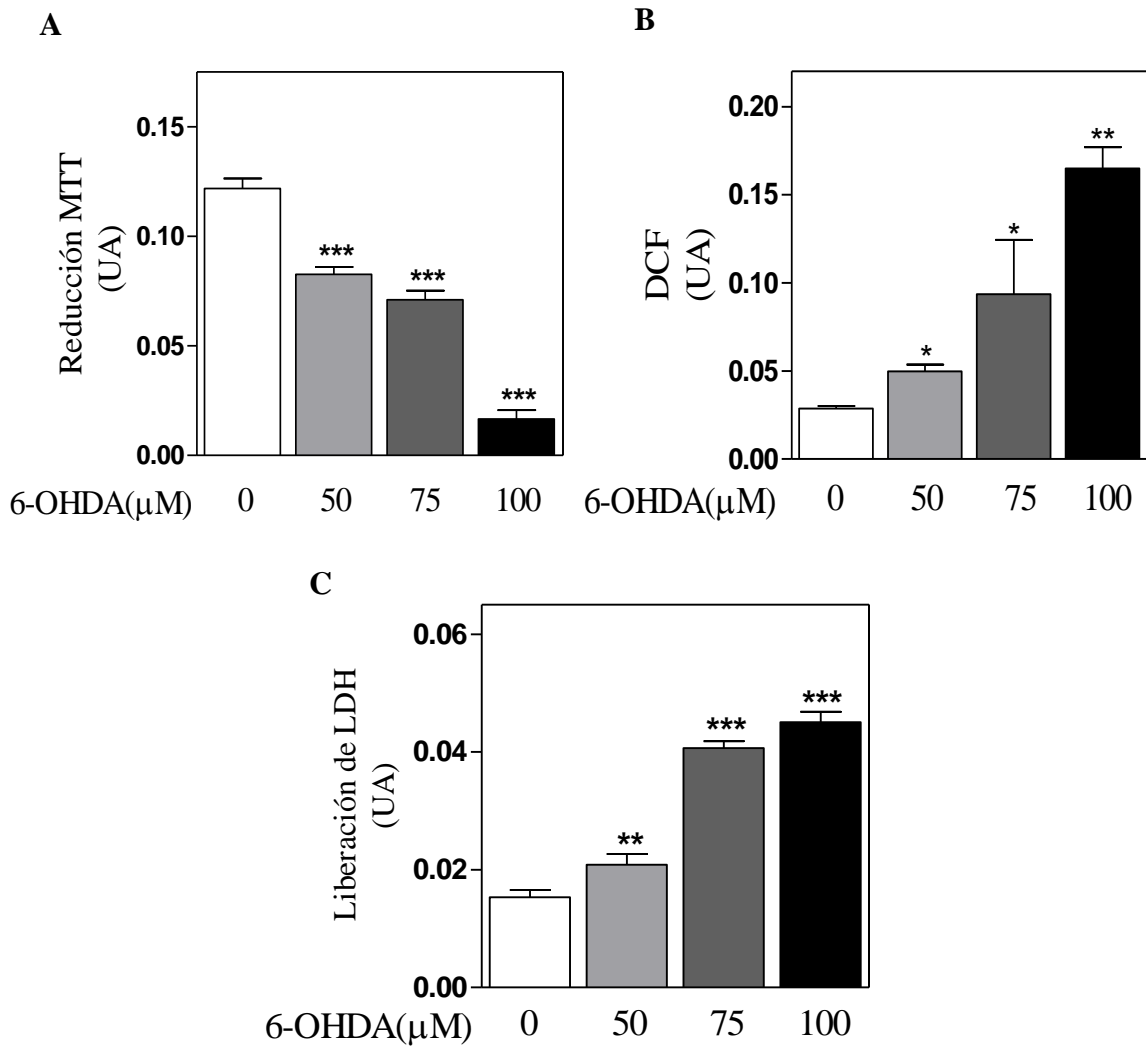 A
Reducción MTT
(UA)
0.15
0.10
0.05
0.00
***
***
***
6-OHDA(µM) 0 50 75 100
B
DCF
(UA)
0.20
0.15
0.10
0.05
0.00
*
*
**
6-OHDA(µM) 0 50 75 100
C
Liberación de LDH
(UA)
0.06
0.04
0.02
0.00
**
***
***
6-OHDA(µM) 0 50 75 100